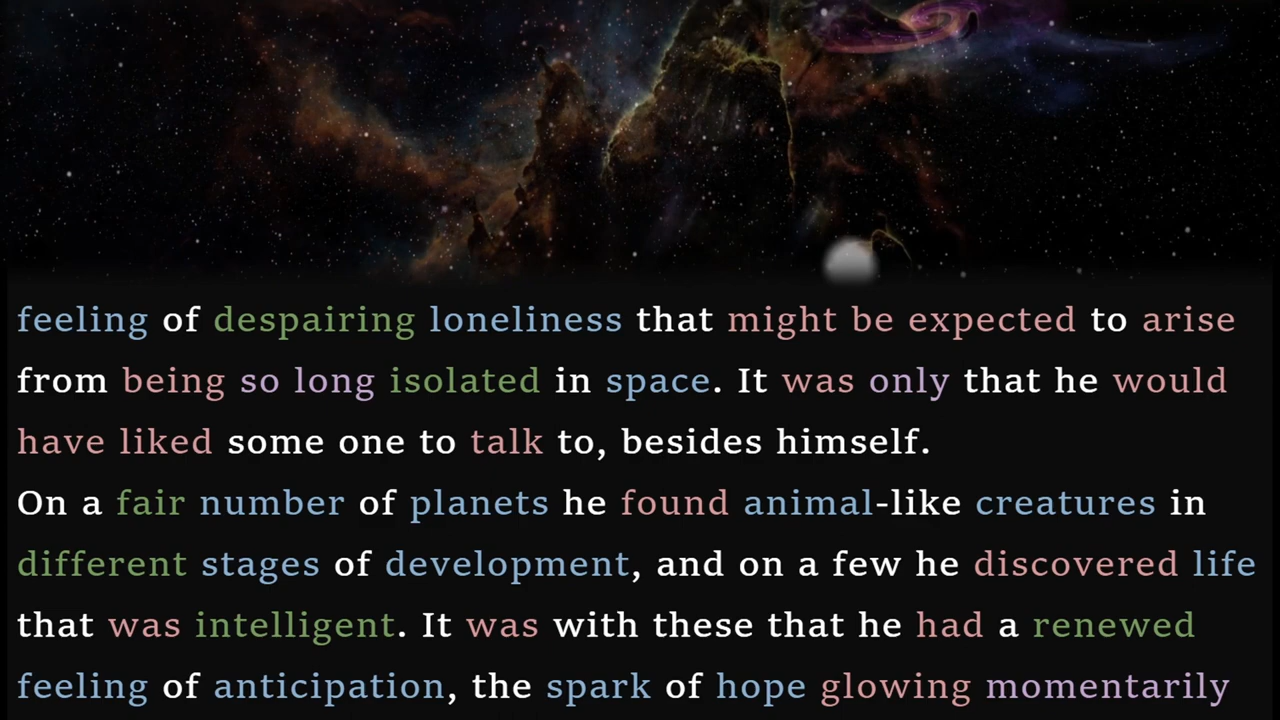 feeling of despairing loneliness that might be expected to arise
from being so long isolated in space. It was only that he would
have liked some one to talk to, besides himself.
On a fair number of planets he found animal-like creatures in
different stages of development, and on a few he discovered life
that was intelligent. It was with these that he had a renewed
feeling of anticipation, the spark of hope glowing momentarily